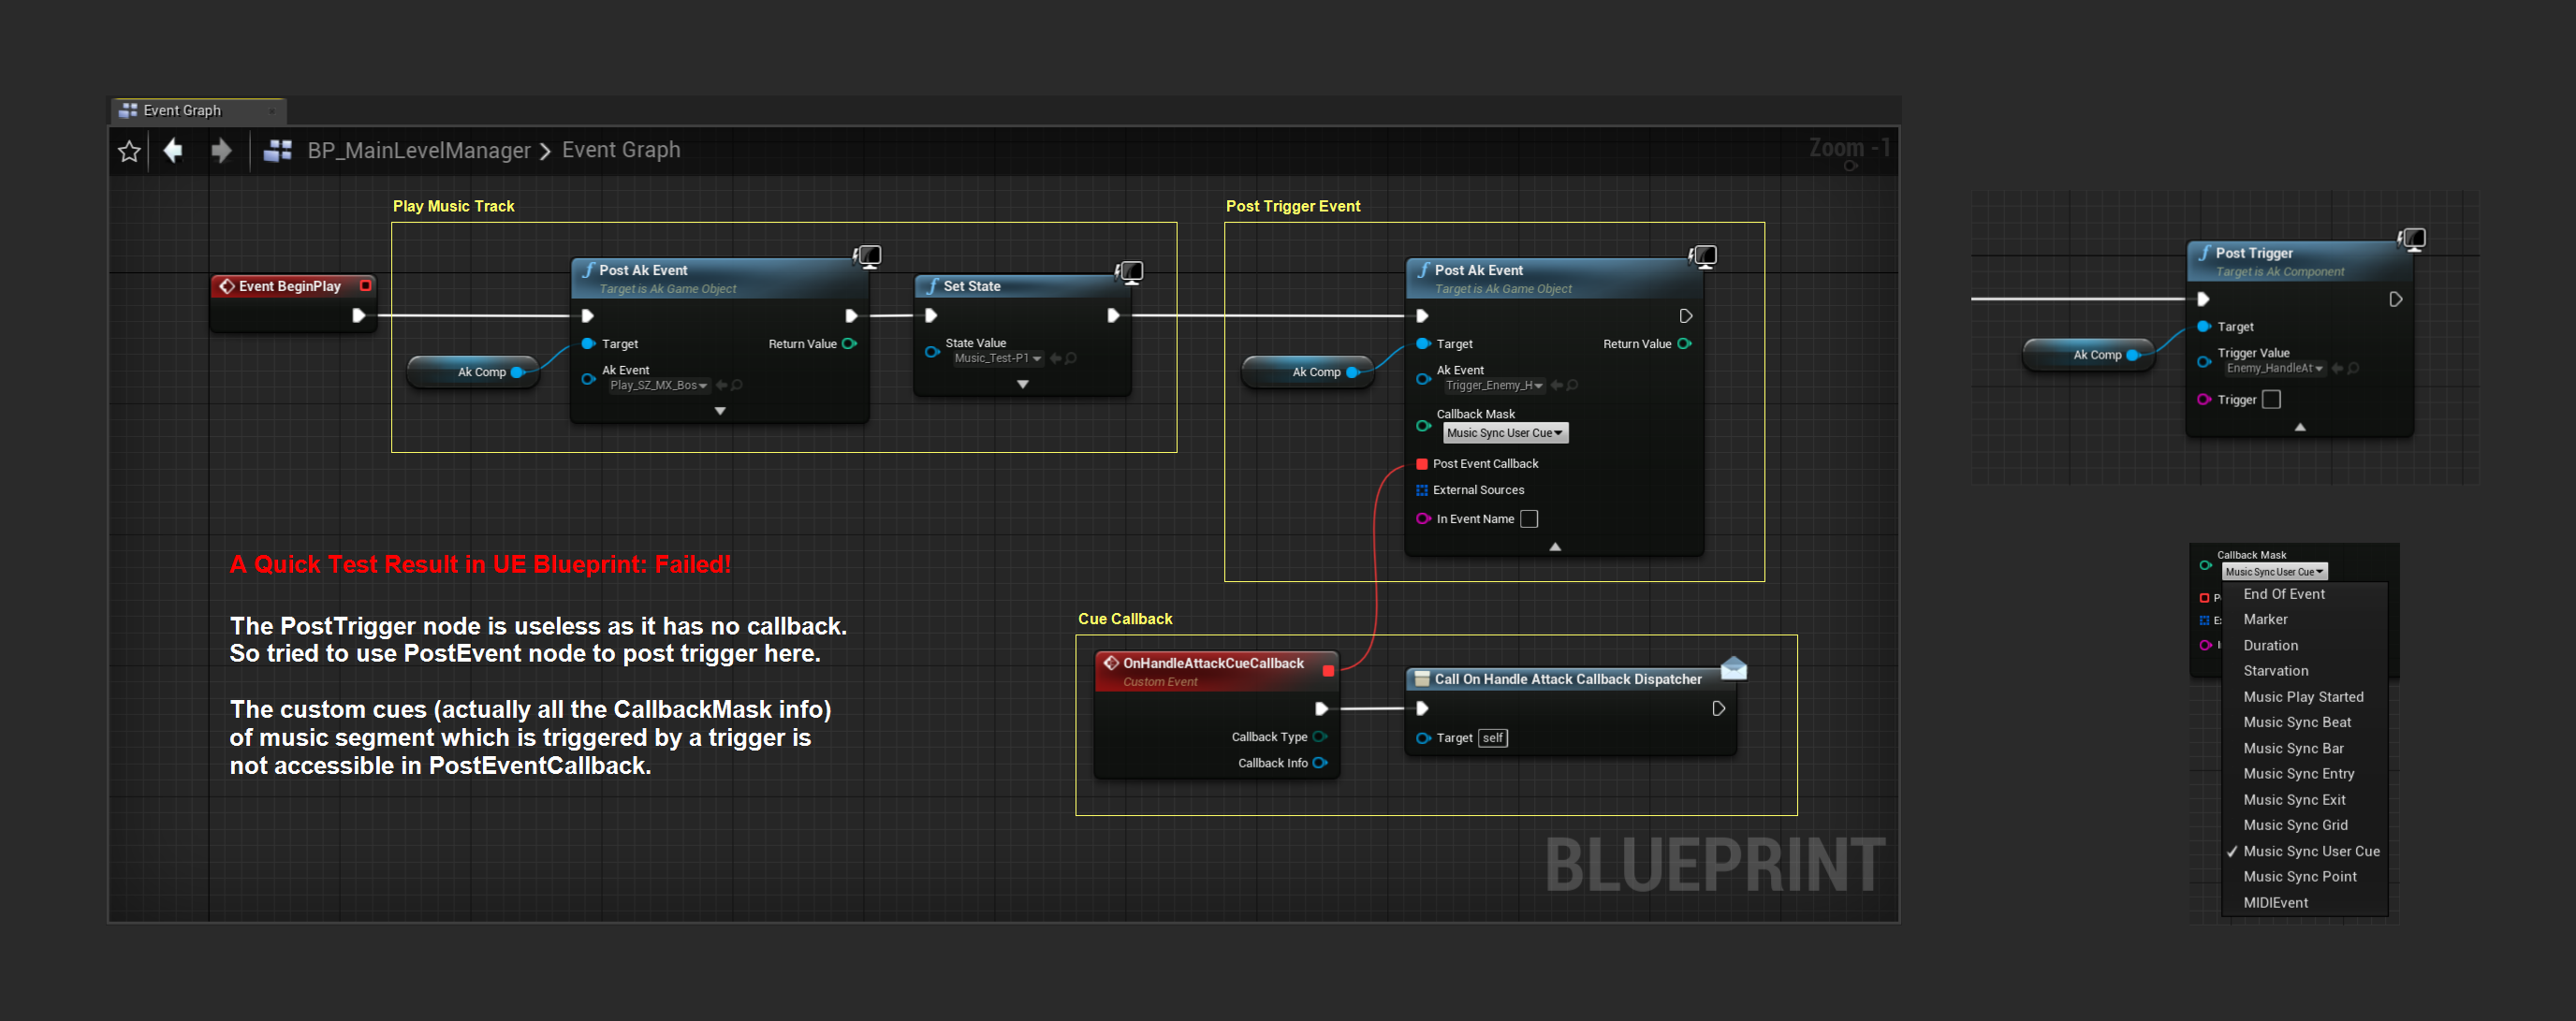 Event Graph
BP_MainLevelManager > Event Graph
Zoom -1
Play Music Track
Post Trigger Event
Event BeginPlay
Post Ak Event
Target is Ak Game Object
Target
Return Value
Ak Event
Play_SZ_MX_Bos
Ak Comp
Set State
State Value
Music_Test-P1
Post Ak Event
Target is Ak Game Object
Target
Return Value
Ak Event
Trigger_Enemy_H
Callback Mask
Music Sync User Cue
Post Event Callback
External Sources
In Event Name
Ak Comp
A Quick Test Result in UE Blueprint: Failed!
The PostTrigger node is useless as it has no callback.
So tried to use PostEvent node to post trigger here.
The custom cues (actually all the CallbackMask info)
of music segment which is triggered by a trigger is
not accessible in PostEventCallback.
Cue Callback
OnHandleAttackCueCallback
Custom Event
Callback Type
Callback Info
Call On Handle Attack Callback Dispatcher
Target self
BLUEPRINT
Post Trigger
Target is Ak Component
Target
Trigger Value
Enemy_HandleAt
Trigger
Ak Comp
Callback Mask
Music Sync User Cue
End Of Event
Marker
Duration
Starvation
Music Play Started
Music Sync Beat
Music Sync Bar
Music Sync Entry
Music Sync Exit
Music Sync Grid
Music Sync User Cue
Music Sync Point
MIDIEvent